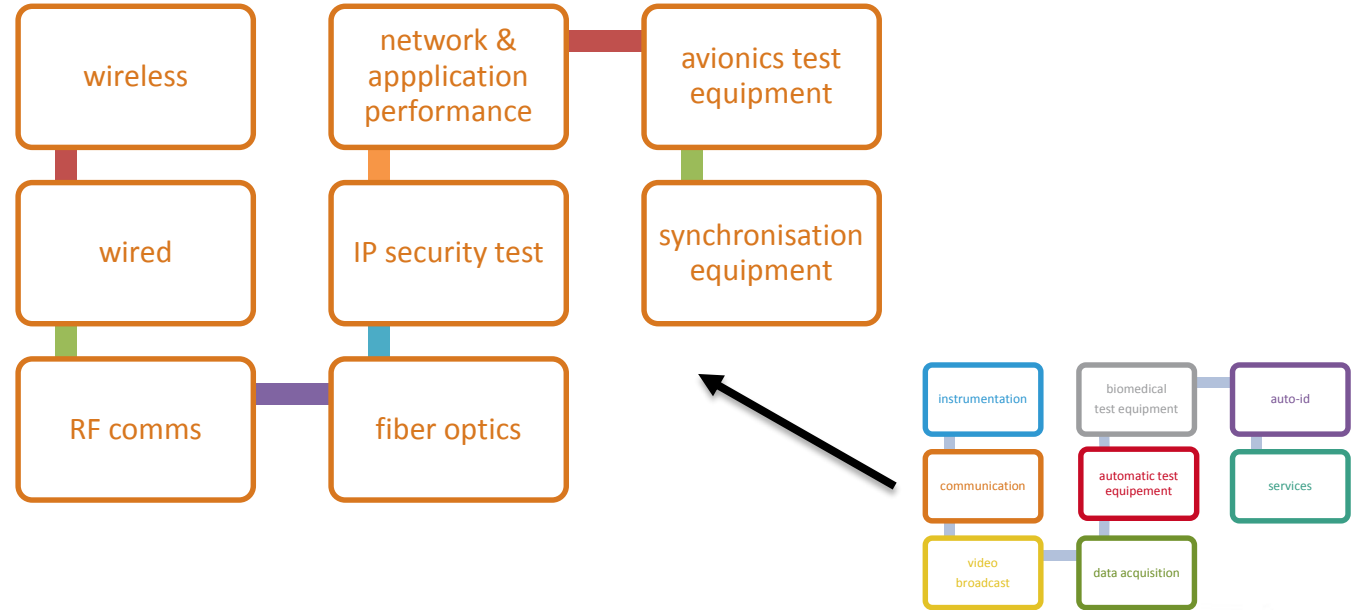 wireless
network &
appplication
performance
avionics test
equipment
wired
IP security test
synchronisation
equipment
RF comms
fiber optics
instrumentation
biomedical
test equipment
auto-id
communication
automatic test
equipement
services
video
broadcast
data acquisition